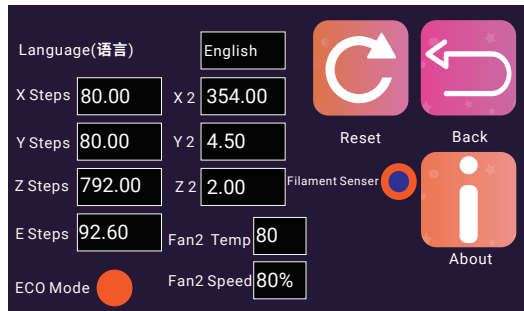 Language(语言) English
X Steps 80.00 X 2 354.00
Y Steps 80.00 Y 2 4.50
Z Steps 792.00 Z 2 2.00
E Steps 92.60 Fan2 Temp 80
ECO Mode Fan2 Speed 80%
Filament Senser
Reset
Back
About